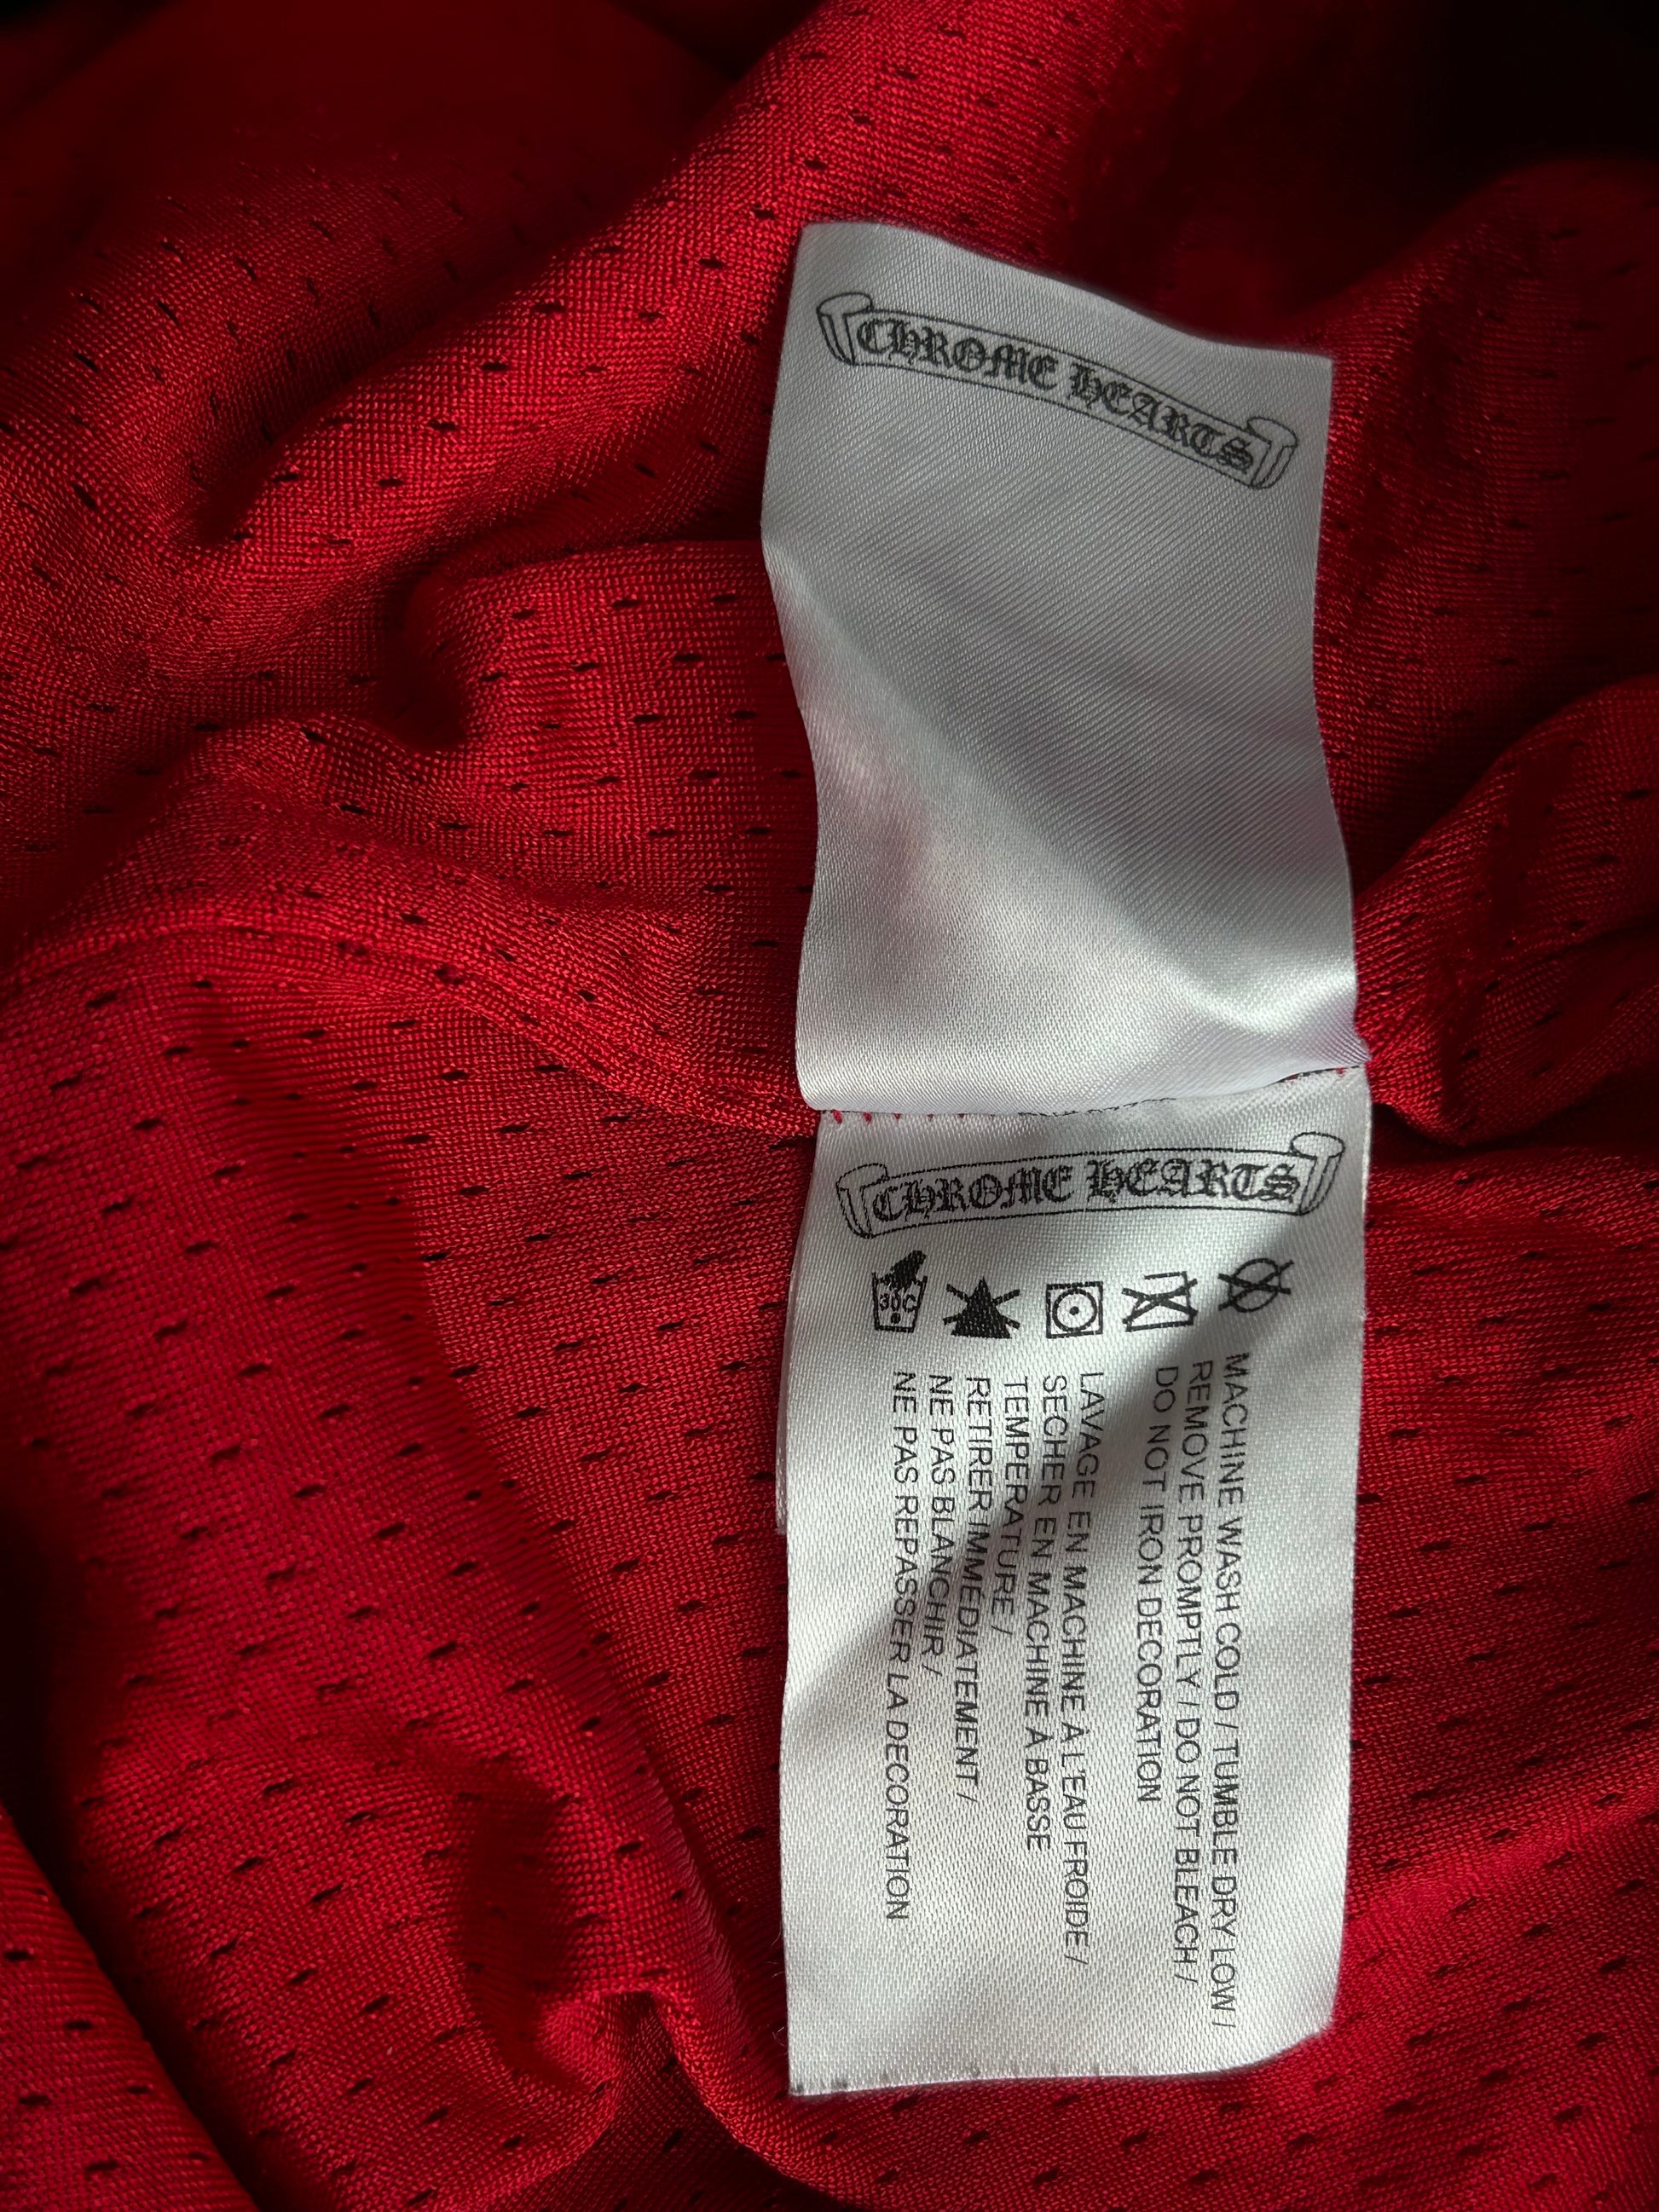 CHROME HEARTS
CHROME HEARTS
30C
MACHINE WASH COLD / TUMBLE DRY LOW /
REMOVE PROMPTLY / DO NOT BLEACH /
DO NOT IRON DECORATION
LAVAGE EN MACHINE A L'EAU FROIDE /
SECHER EN MACHINE À BASSE
TEMPERATURE /
RETIRER IMMEDIATEMENT /
NE PAS BLANCHIR /
NE PAS REPASSER LA DECORATION